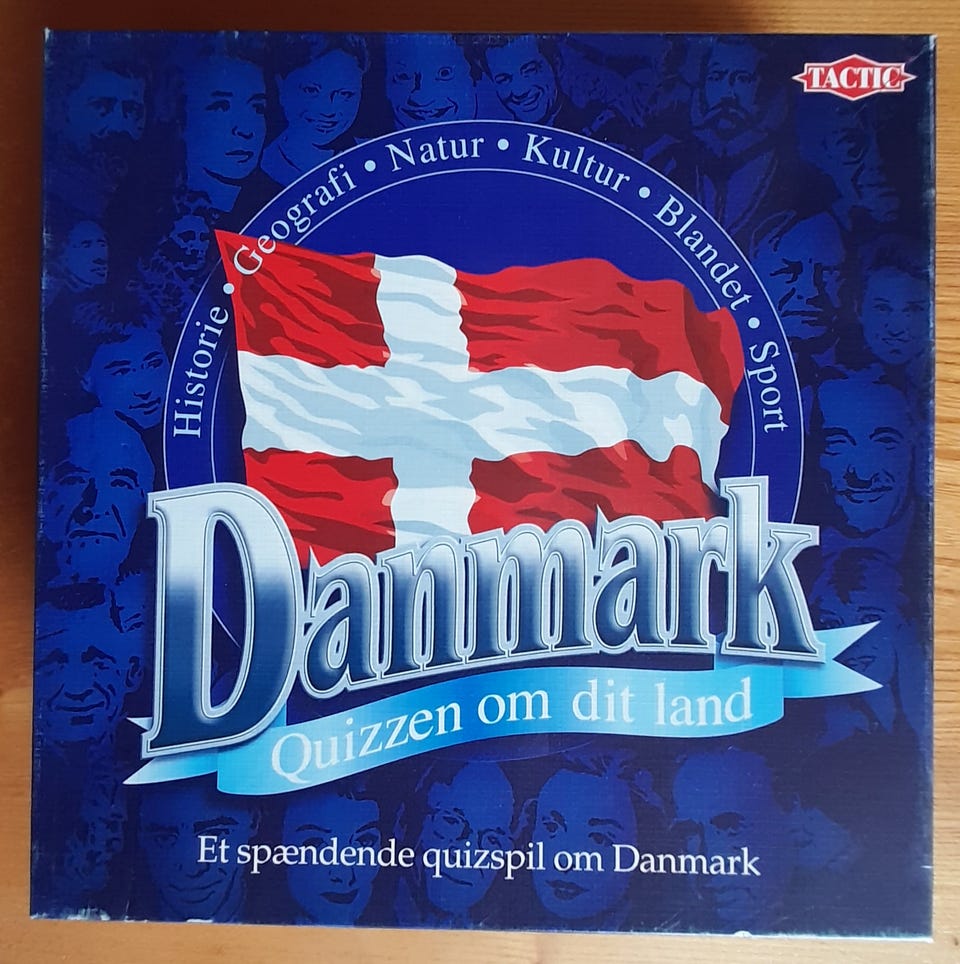 TACTIC
Historie • Geografi • Natur • Kultur • Blandet • Sport
Danmark
Quizzen om dit land
Et spændende quizspil om Danmark